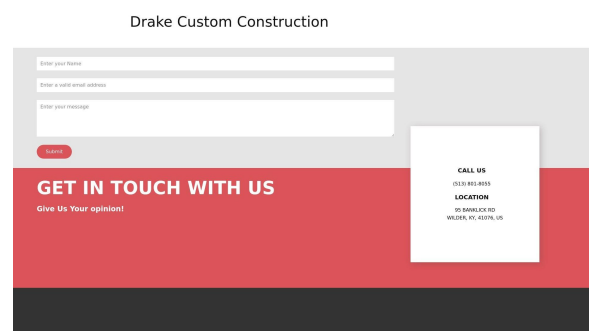 Drake Custom Construction
Enter your Name
Enter a valid email address
Enter your message
Submit
GET IN TOUCH WITH US
Give Us Your opinion!
CALL US
(513) 801-8055
LOCATION
95 BANKLICK RD
WILDER, KY, 41076, US